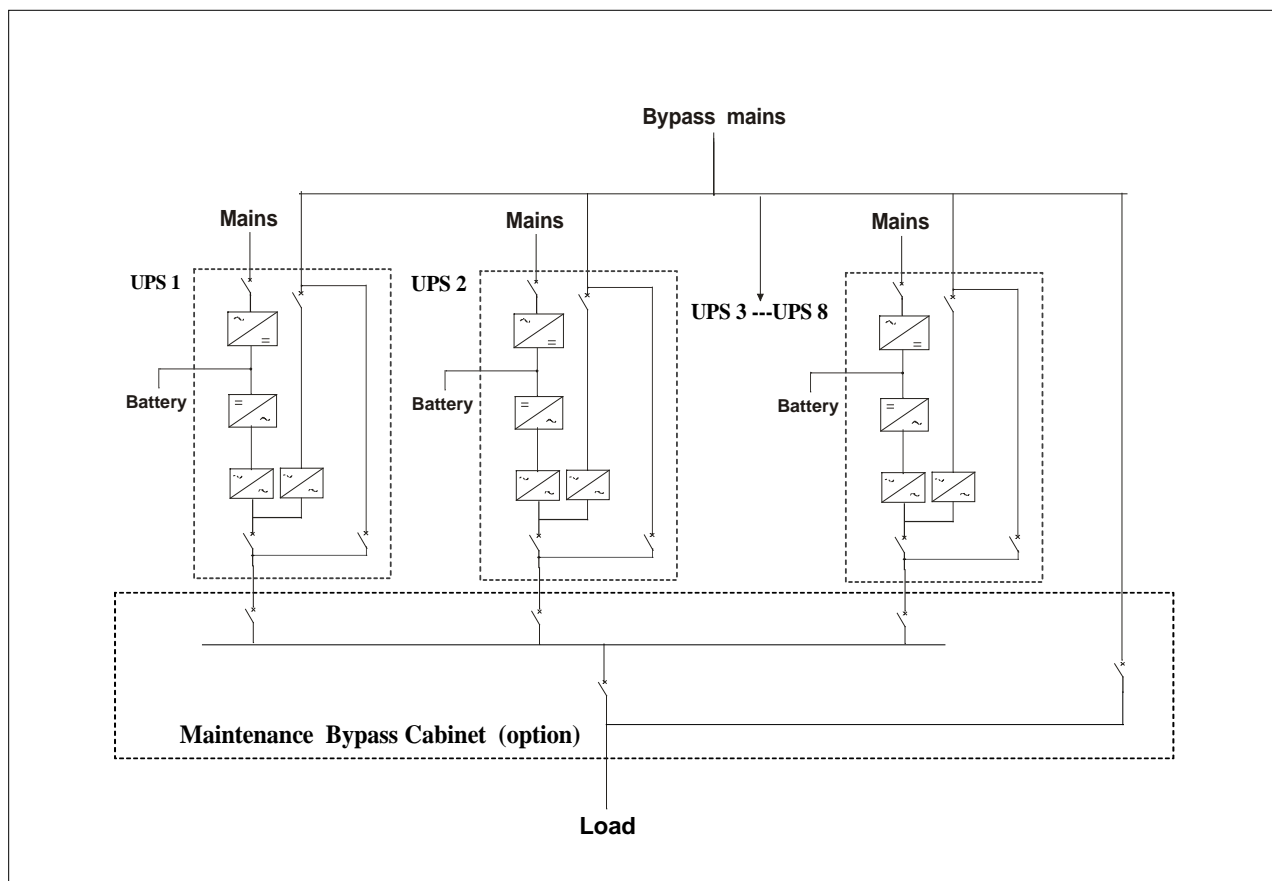 Bypass mains
Mains
Mains
Mains
UPS 1
UPS 2
UPS 3 ---UPS 8
Battery
Battery
Battery
Maintenance Bypass Cabinet (option)
Load